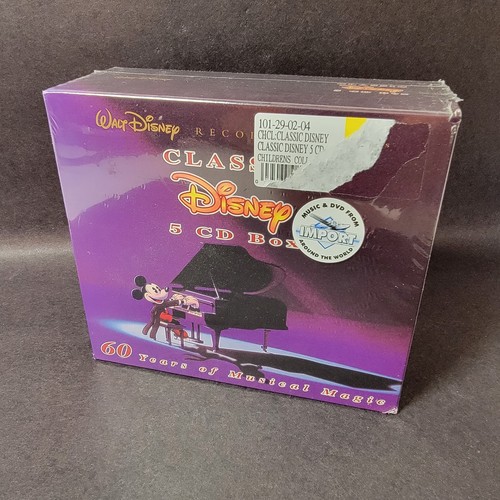 WALT DISNEY RECO
CLASS
DISNEY
5 CD BOX
101-29-02-04
CHCL:CLASSIC DISNEY
CLASSIC DISNEY 5 CD
CHILDRENS COLL
MUSIC & DVD FROM
IMPORT
AROUND THE WORLD
60 Years of Musical Magic